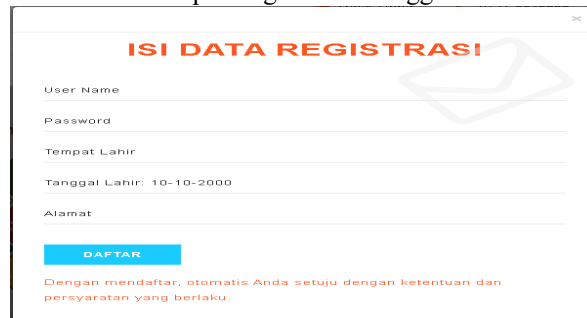 ×
ISI DATA REGISTRASI
User Name
Password
Tempat Lahir
Tanggal Lahir: 10-10-2000
Alamat
DAFTAR
Dengan mendaftar, otomatis Anda setuju dengan ketentuan dan
persyaratan yang berlaku.